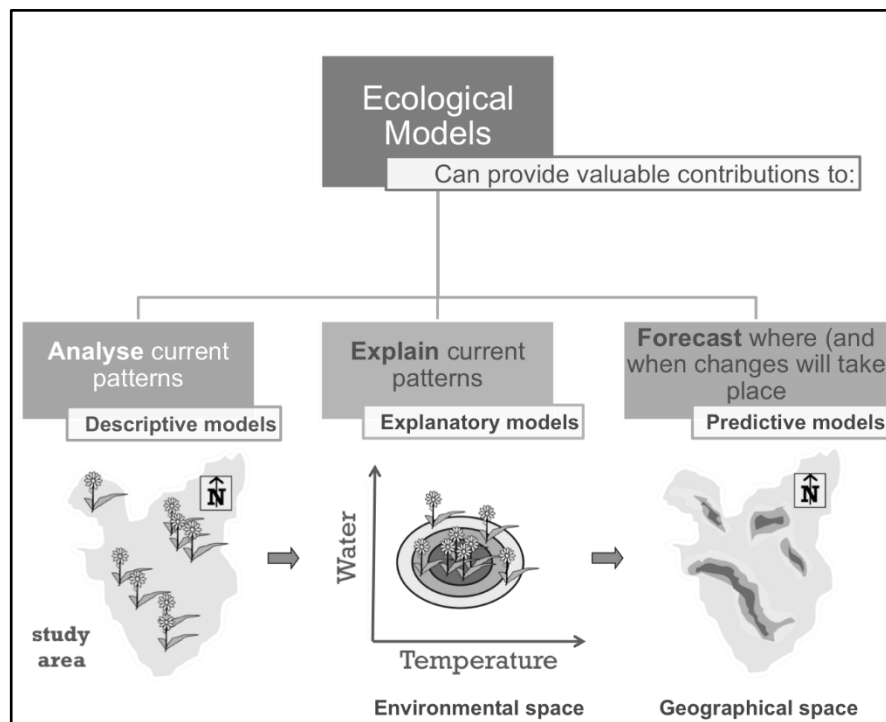 Ecological
Models
Can provide valuable contributions to:
Analyse current
patterns
Descriptive models
Explain current
patterns
Explanatory models
Forecast where (and
when changes will take
place
Predictive models
N
study
area
Water
Temperature
Environmental space
N
Geographical space